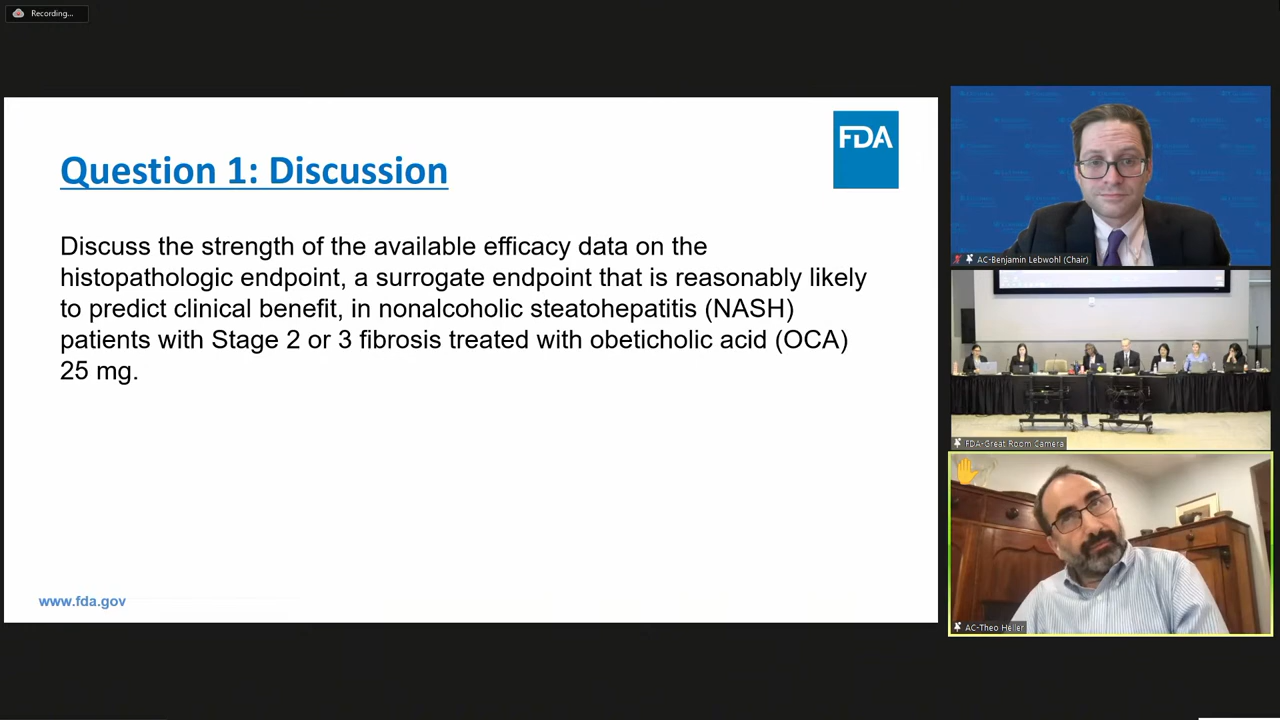 Recording...
FDA
Question 1: Discussion
Discuss the strength of the available efficacy data on the
histopathologic endpoint, a surrogate endpoint that is reasonably likely
to predict clinical benefit, in nonalcoholic steatohepatitis (NASH)
patients with Stage 2 or 3 fibrosis treated with obeticholic acid (OCA)
25 mg.
www.fda.gov
AC-Benjamin Lebwohl (Chair)
FDA-Great Room Camera
AC-Theo Heller